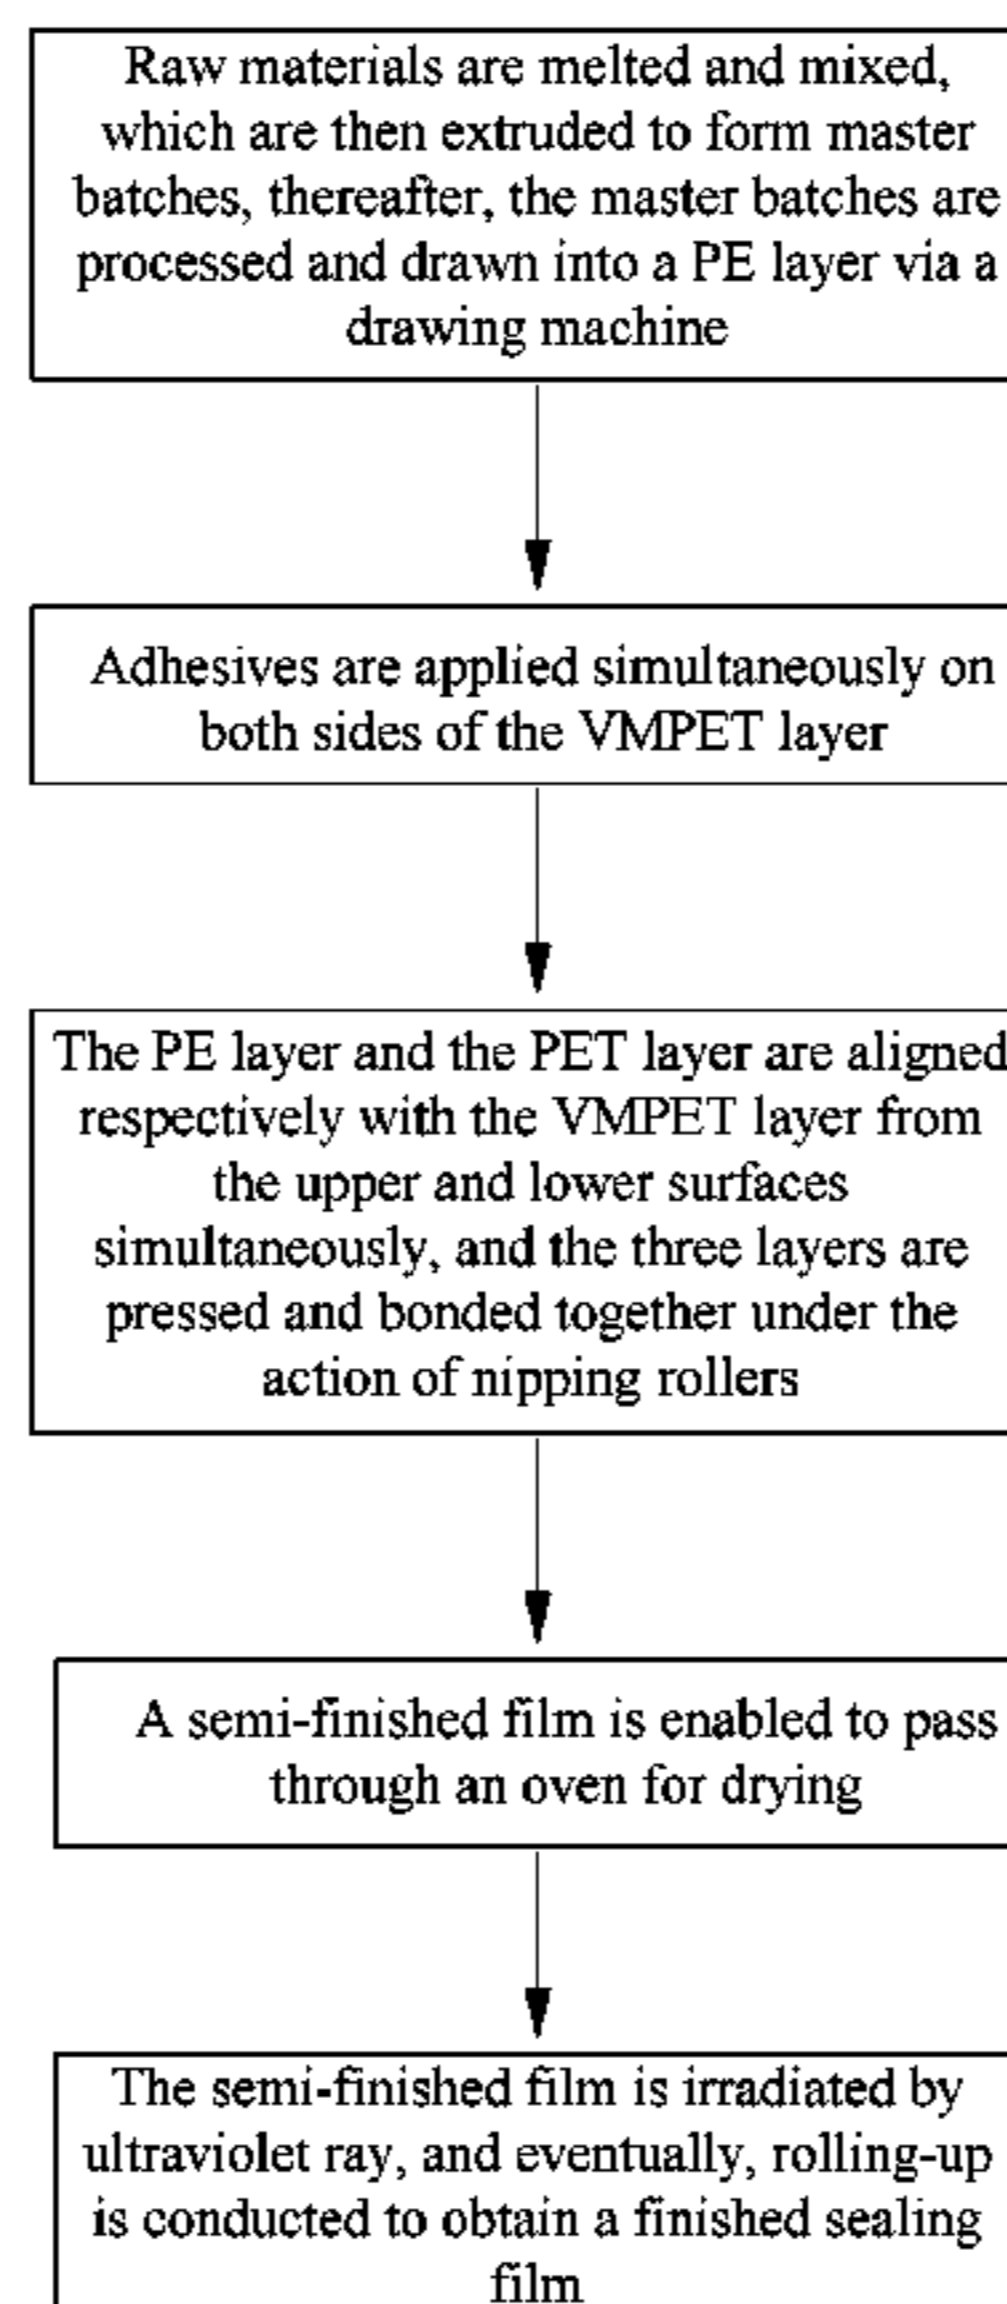 Raw materials are melted and mixed,
which are then extruded to form master
batches, thereafter, the master batches are
processed and drawn into a PE layer via a
drawing machine
Adhesives are applied simultaneously on
both sides of the VMPET layer
The PE layer and the PET layer are aligned
respectively with the VMPET layer from
the upper and lower surfaces
simultaneously, and the three layers are
pressed and bonded together under the
action of nipping rollers
A semi-finished film is enabled to pass
through an oven for drying
The semi-finished film is irradiated by
ultraviolet ray, and eventually, rolling-up
is conducted to obtain a finished sealing
film